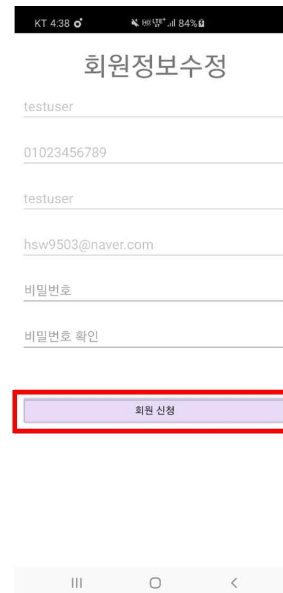 KT 4:38 84%
회원정보수정
testuser
01023456789
testuser
hsw9503@naver.com
비밀번호
비밀번호 확인
회원 신청